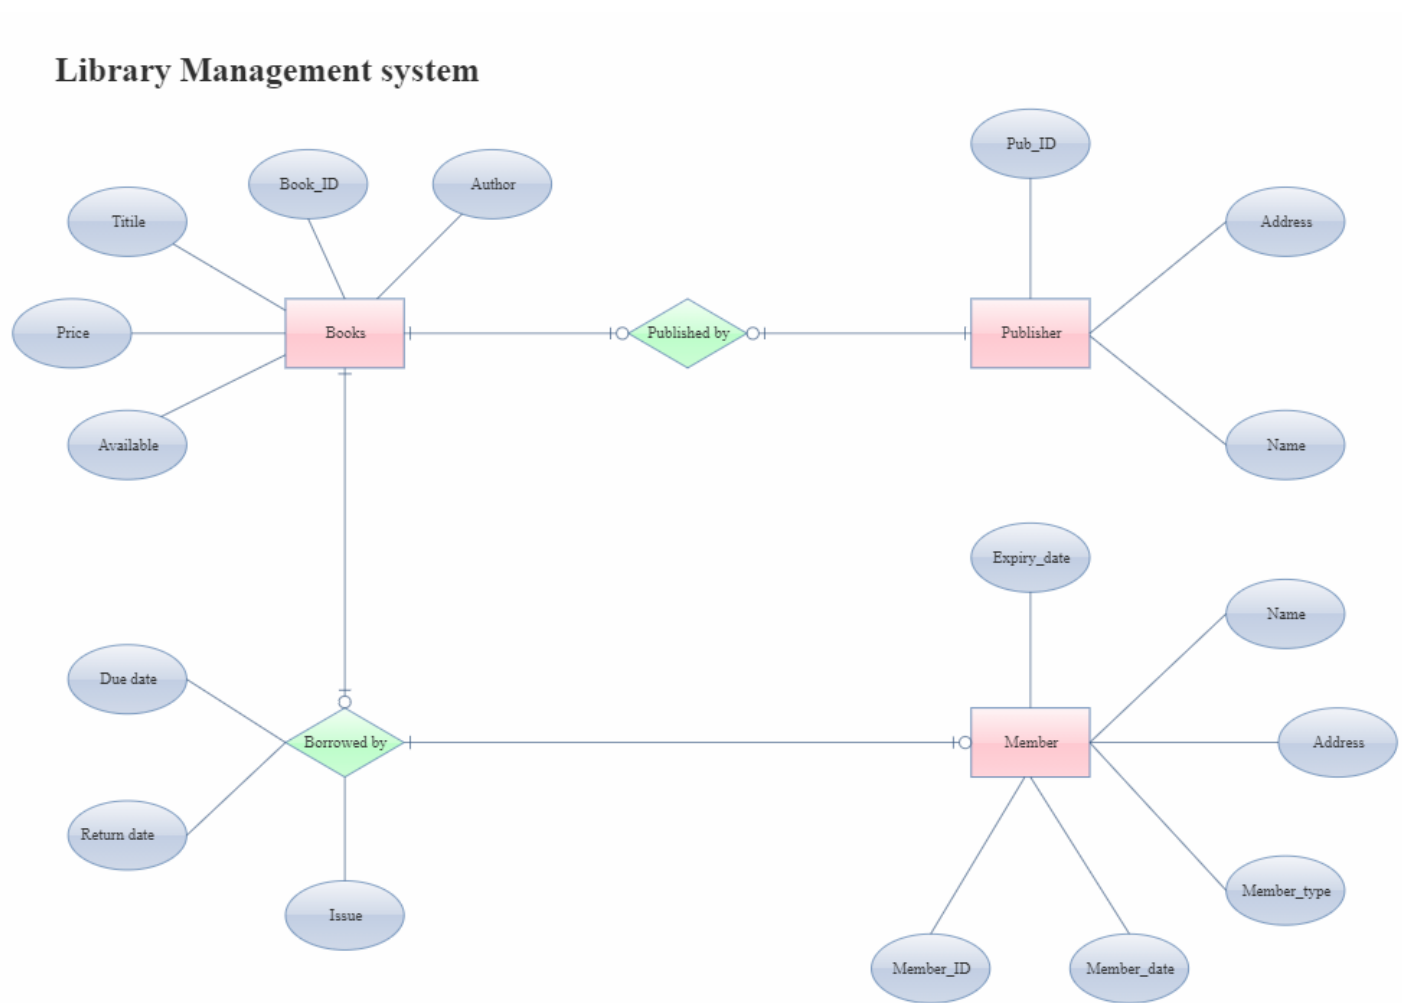 Library Management system
Pub_ID
Book_ID
Author
Titile
Address
Price
Books
Published by
Publisher
Available
Name
Expiry_date
Name
Due date
Borrowed by
Member
Address
Return date
Member_type
Issue
Member_ID
Member_date